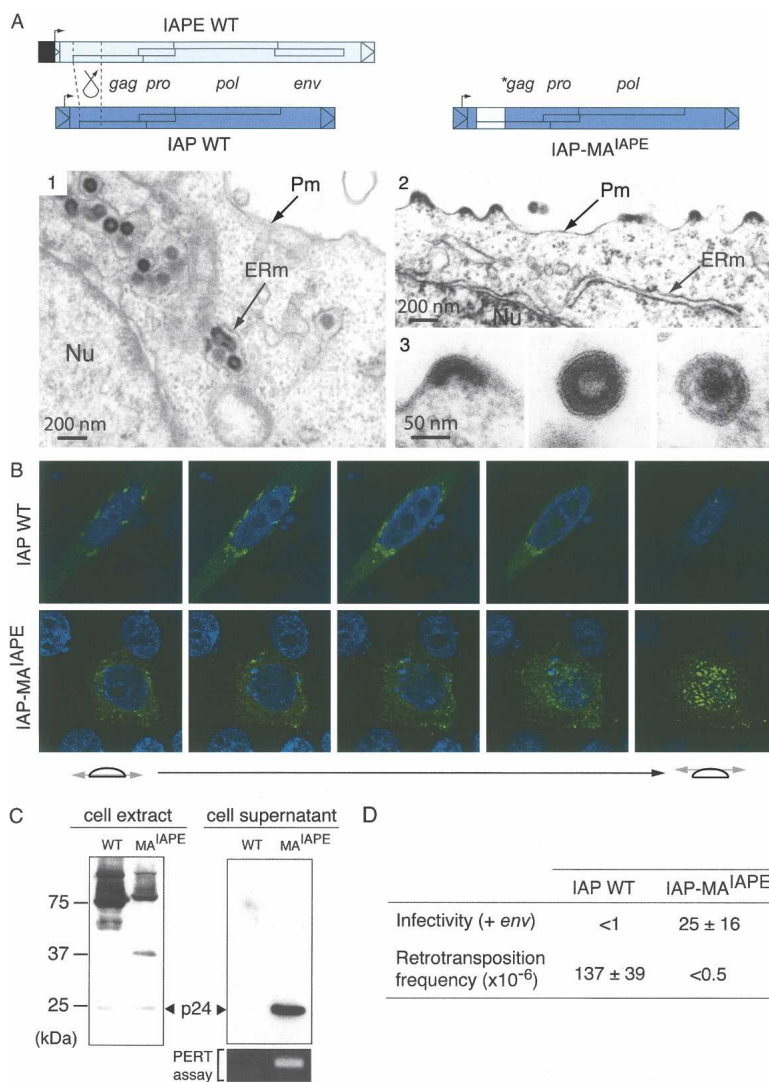 A
IAPE WT
gag pro pol env
IAP WT
*gag pro pol
IAP-MA^IAPE
1
Pm
ERm
Nu
200 nm
2
Pm
ERm
200 nm
Nu
3
50 nm
B
IAP WT
IAP-MA^IAPE
C
cell extract
cell supernatant
WT MA^IAPE
WT MA^IAPE
75
37
25
(kDa)
p24
PERT
assay
D
IAP WT IAP-MA^IAPE
Infectivity (+ env) <1 25 ± 16
Retrotransposition
frequency (x10^-6) 137 ± 39 <0.5